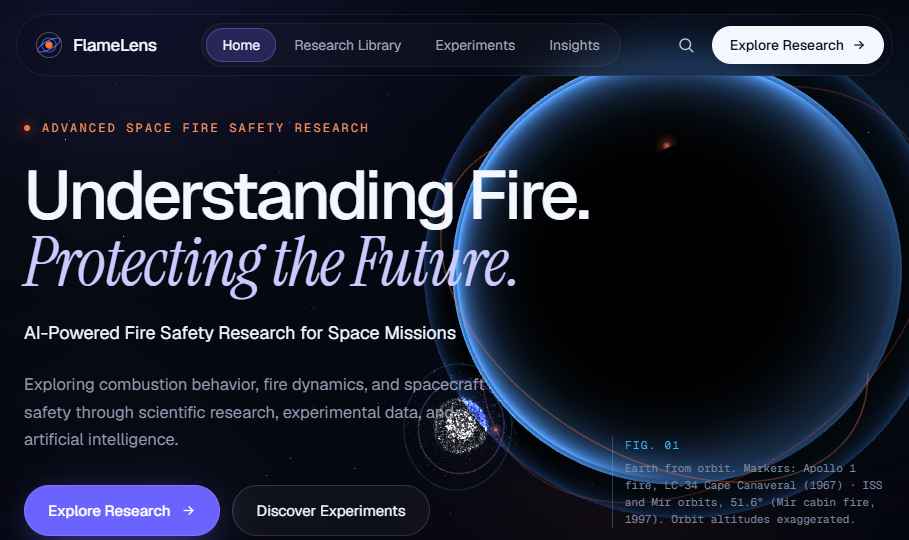 FlameLens
Home
Research Library
Experiments
Insights
Explore Research →
ADVANCED SPACE FIRE SAFETY RESEARCH
Understanding Fire.
Protecting the Future.
AI-Powered Fire Safety Research for Space Missions
Exploring combustion behavior, fire dynamics, and spacecraft
safety through scientific research, experimental data, and
artificial intelligence.
Explore Research →
Discover Experiments
FIG. 01
Earth from orbit. Markers: Apollo 1
fire, LC-34 Cape Canaveral (1967) · ISS
and Mir orbits, 51.6° (Mir cabin fire,
1997). Orbit altitudes exaggerated.